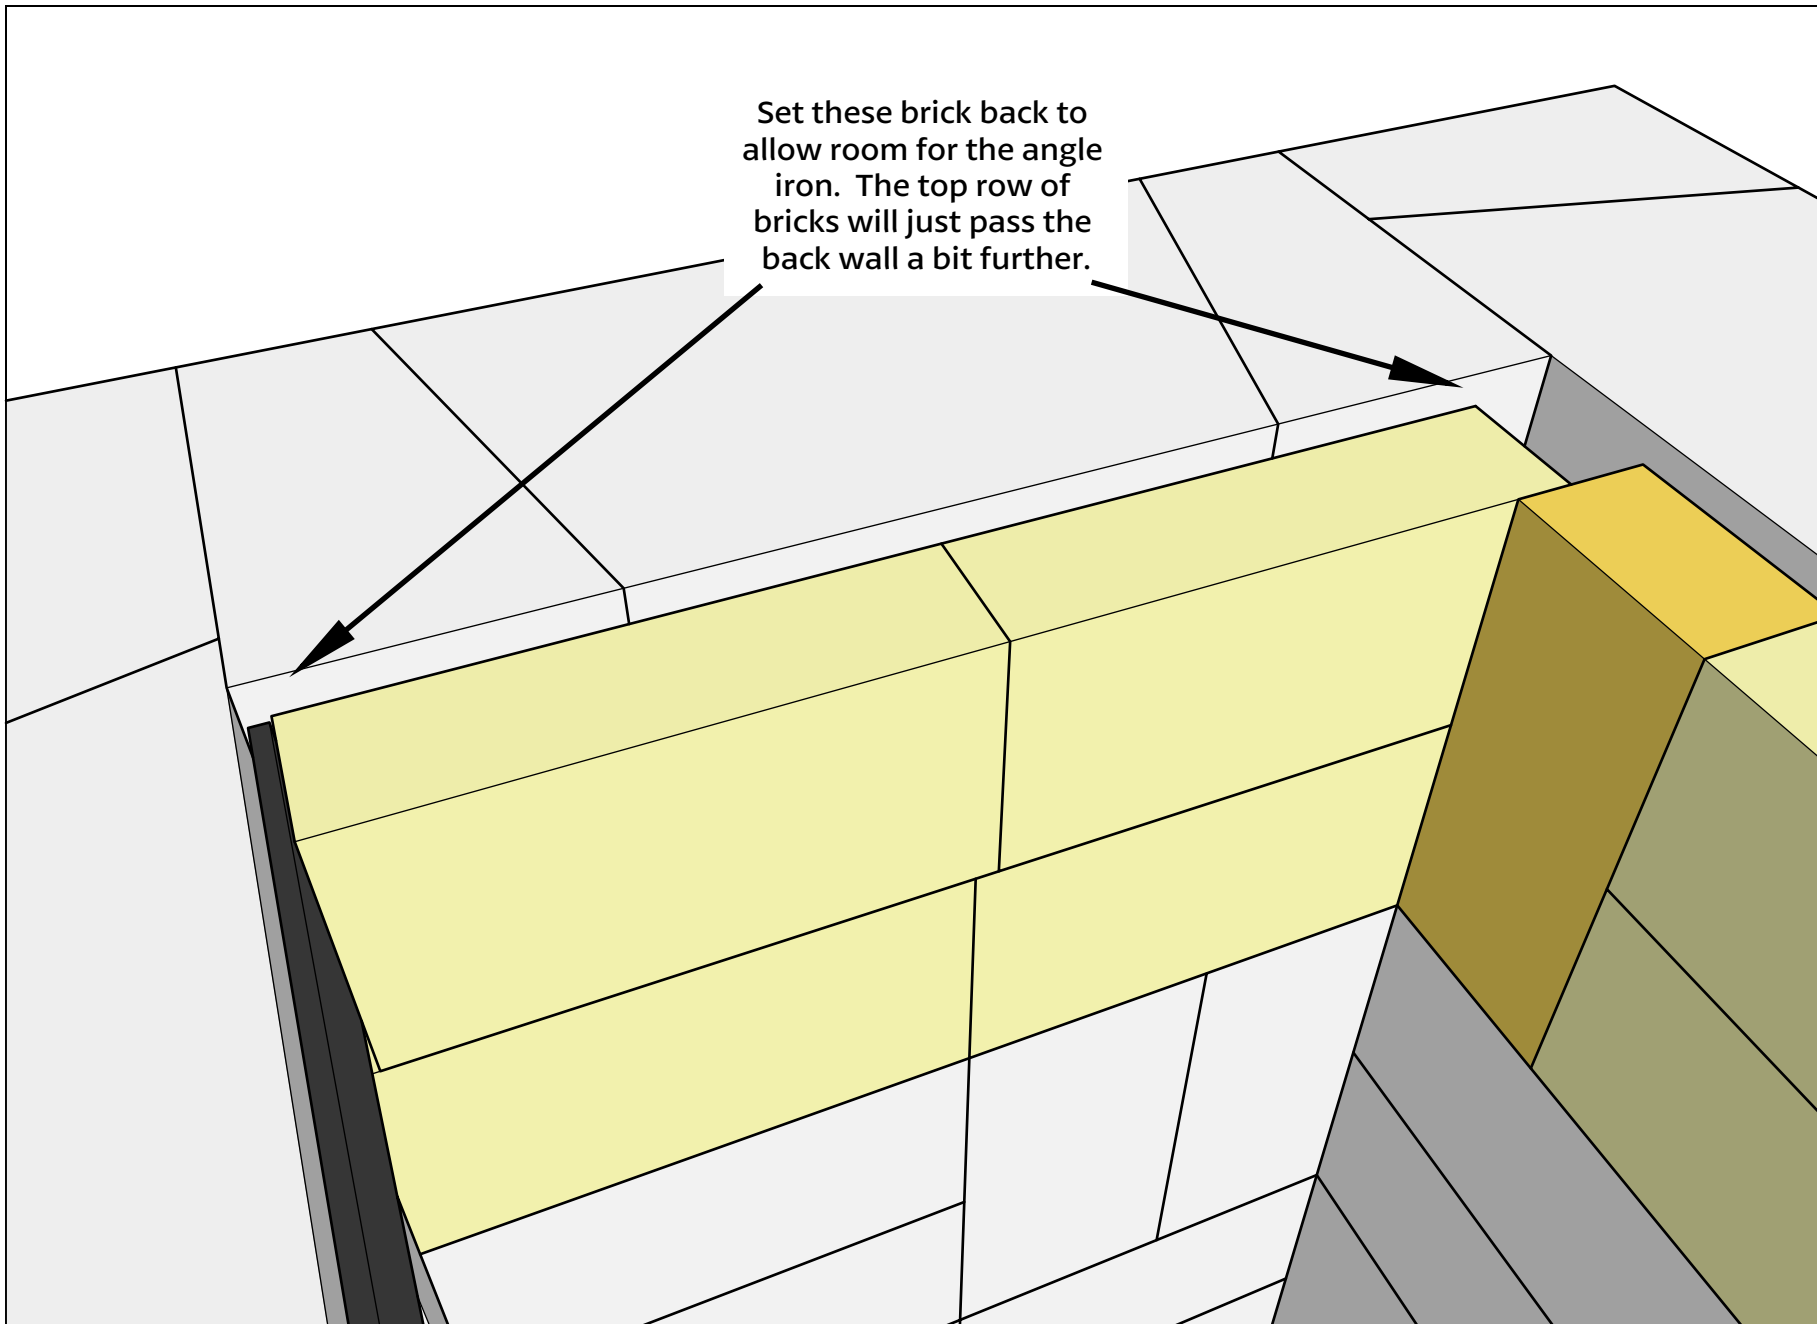 Set these brick back to
allow room for the angle
iron.  The top row of
bricks will just pass the
back wall a bit further.